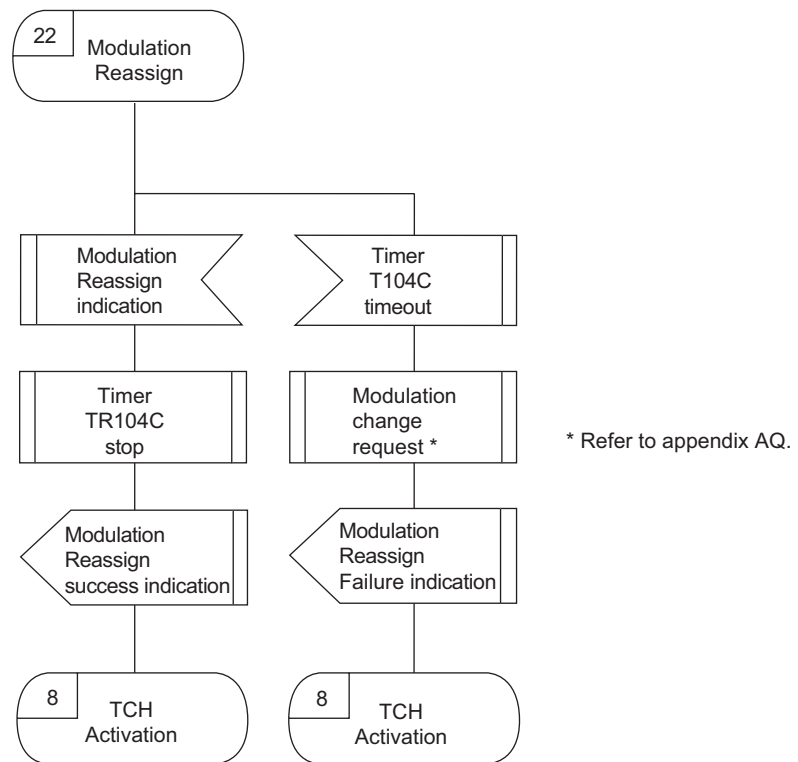 22
Modulation
Reassign
Modulation
Reassign
indication
Timer
T104C
timeout
Timer
TR104C
stop
Modulation
change
request *
* Refer to appendix AQ.
Modulation
Reassign
success indication
Modulation
Reassign
Failure indication
8
TCH
Activation
8
TCH
Activation